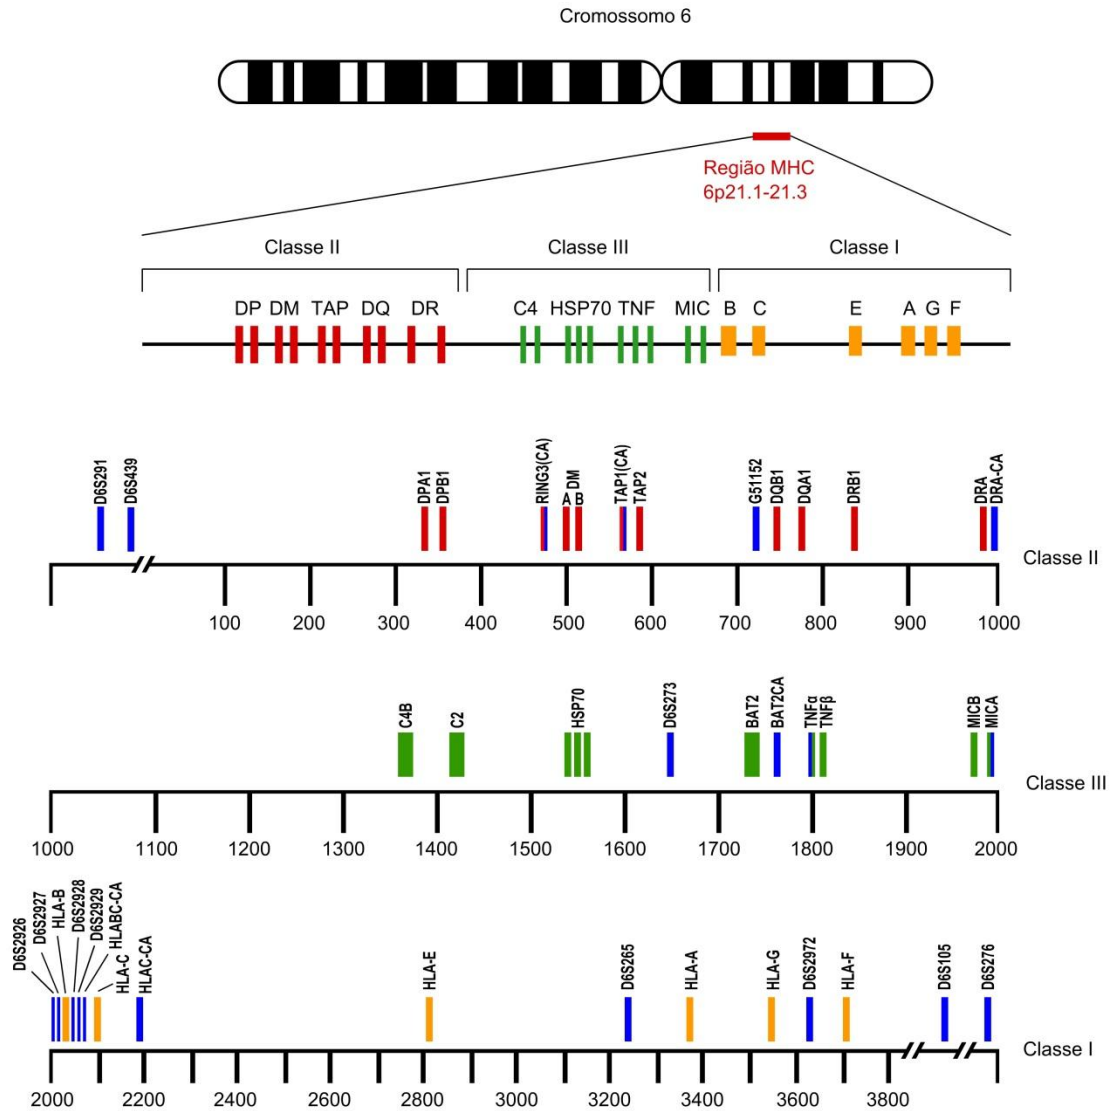 Cromossomo 6
Região MHC
6p21.1-21.3
Classe II Classe III Classe I
DP DM TAP DQ DR C4 HSP70 TNF MIC B C E A G F
D6S291 D6S439 DPA1 DPB1 RING3(CA) DM TAP1(CA) TAP2 G51152 DQB1 DQA1 DRB1 DRA DRA-CA
A B
Classe II
100 200 300 400 500 600 700 800 900 1000
C4B C2 HSP70 D6S273 BAT2 BAT2CA TNFα TNFβ MICB MICA
Classe III
1000 1100 1200 1300 1400 1500 1600 1700 1800 1900 2000
D6S2926 D6S2927 HLA-B D6S2928 D6S2929 HLABC-CA HLA-C HLAC-CA HLA-E D6S265 HLA-A HLA-G D6S2972 HLA-F D6S105 D6S276
Classe I
2000 2200 2400 2600 2800 3000 3200 3400 3600 3800